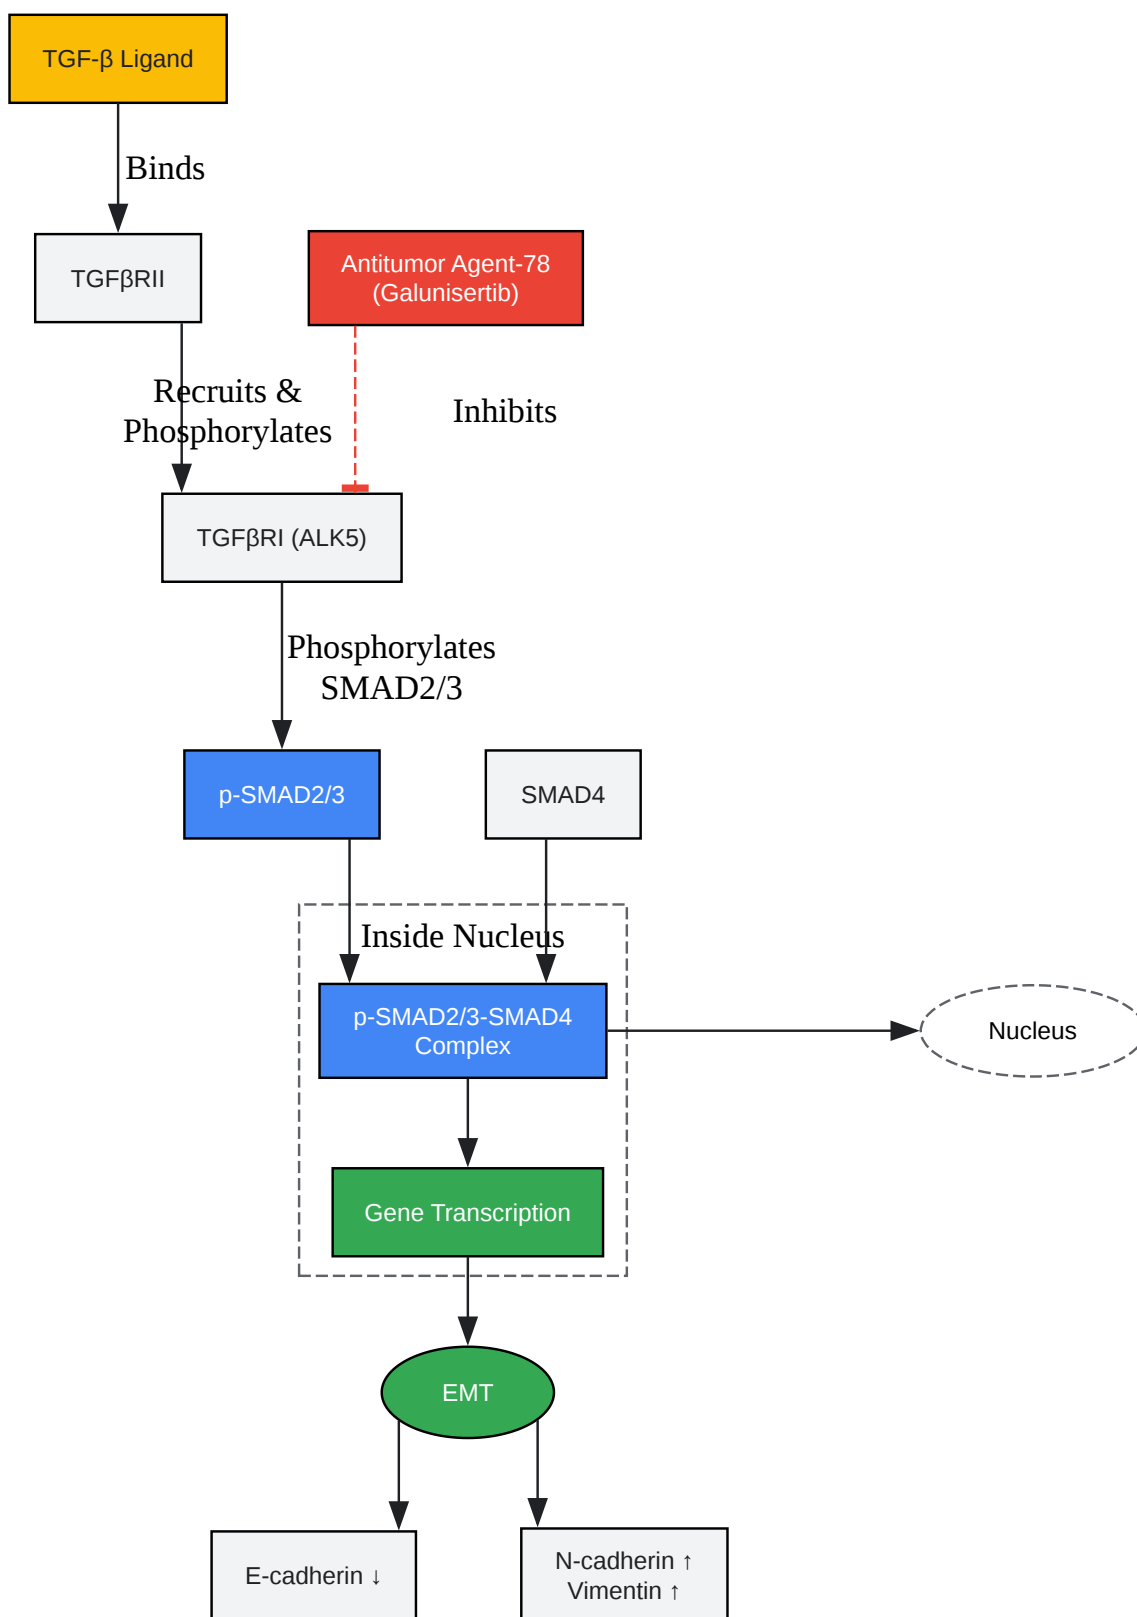 TGF-β Ligand
Binds
TGFβRII
Antitumor Agent-78
(Galunisertib)
Recruits &
Phosphorylates
Inhibits
TGFβRI (ALK5)
Phosphorylates
SMAD2/3
p-SMAD2/3
SMAD4
Inside Nucleus
p-SMAD2/3-SMAD4
Complex
Nucleus
Gene Transcription
EMT
E-cadherin ↓
N-cadherin ↑
Vimentin ↑